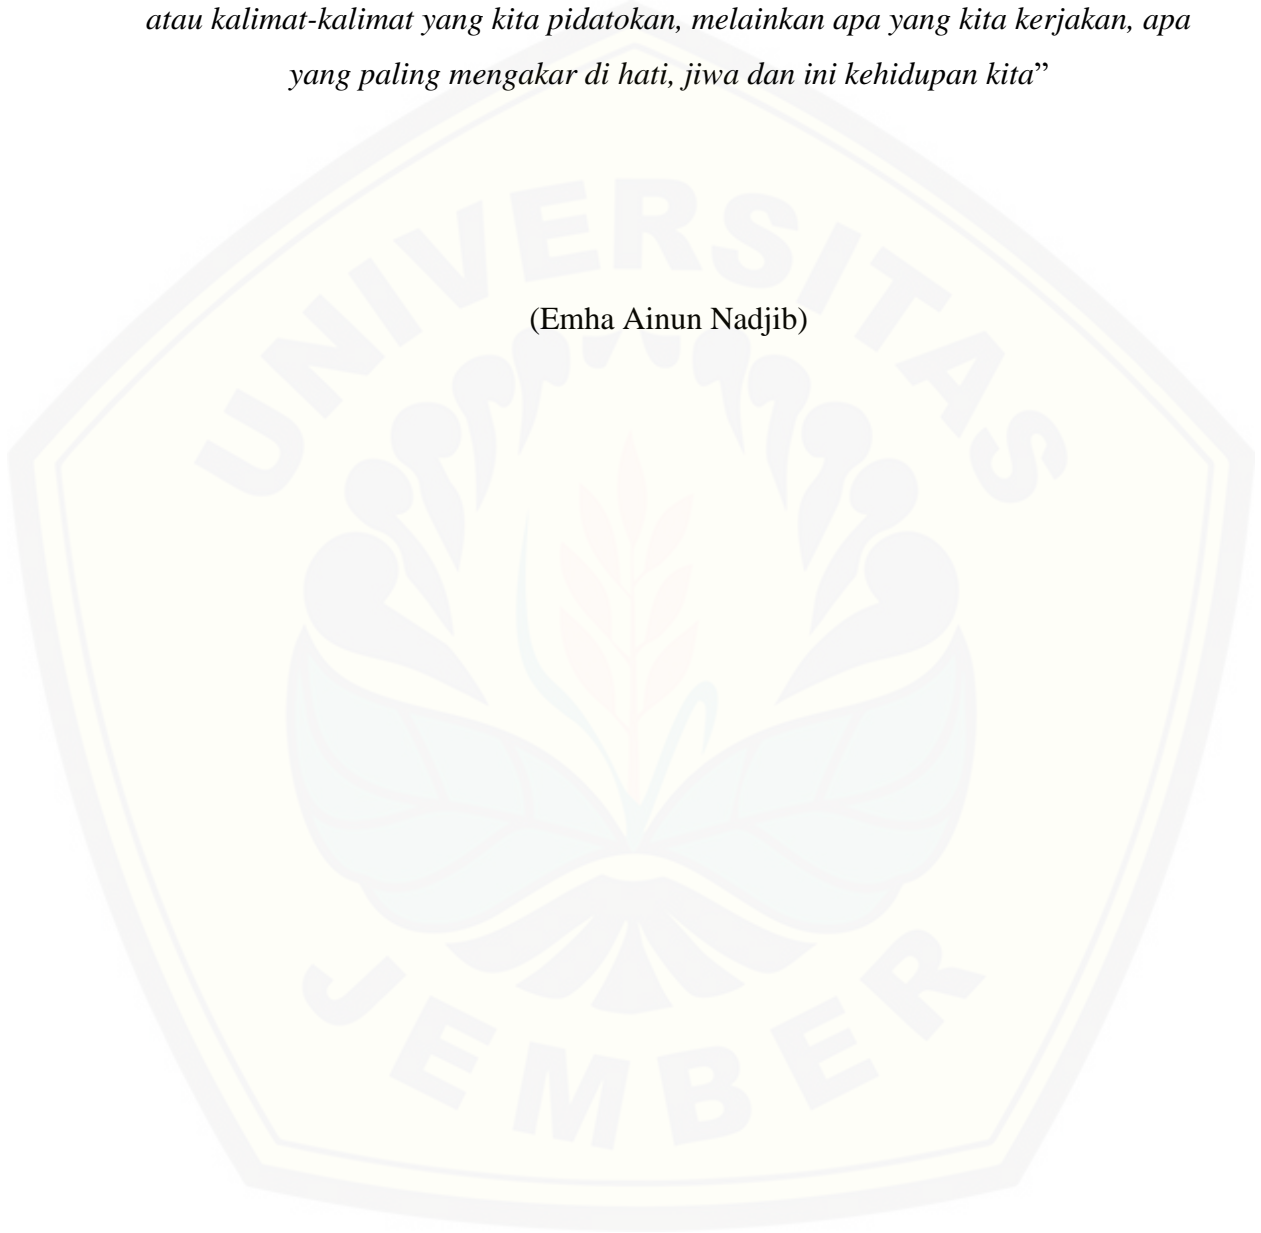 atau kalimat-kalimat yang kita pidatokan, melainkan apa yang kita kerjakan, apa
yang paling mengakar di hati, jiwa dan ini kehidupan kita”
UNIVERSITAS
(Emha Ainun Nadjib)
JEMBER